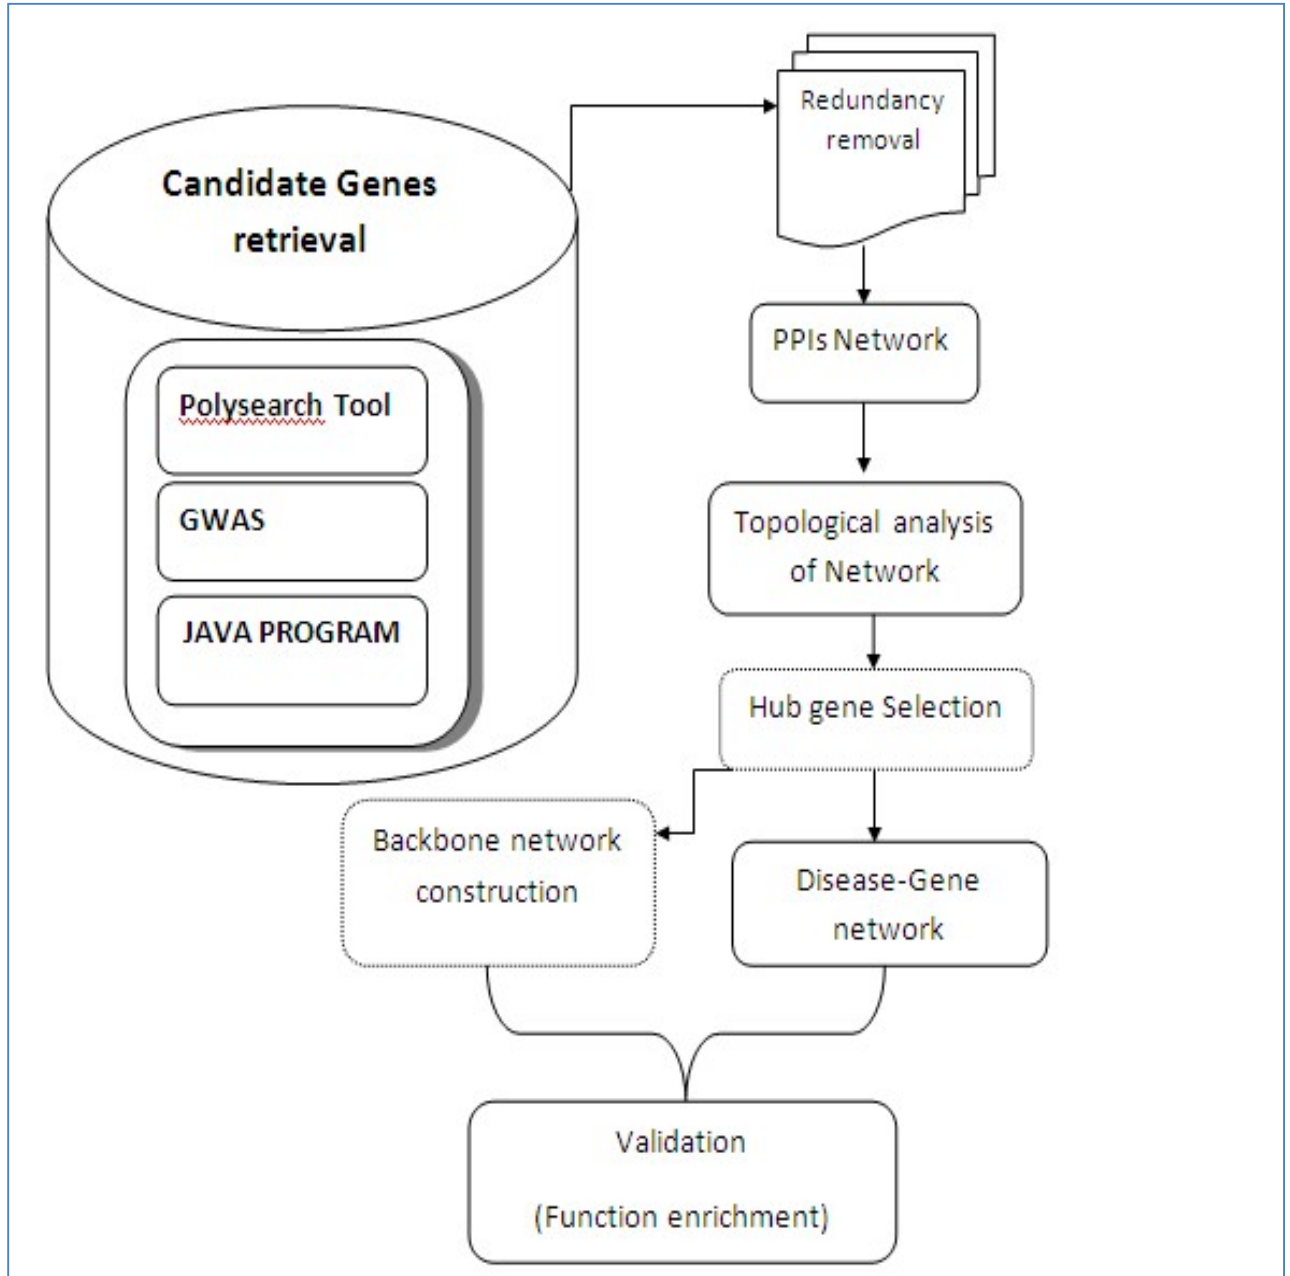 Candidate Genes
retrieval
Polysearch Tool
GWAS
JAVA PROGRAM
Redundancy
removal
PPIs Network
Topological analysis
of Network
Hub gene Selection
Backbone network
construction
Disease-Gene
network
Validation
(Function enrichment)